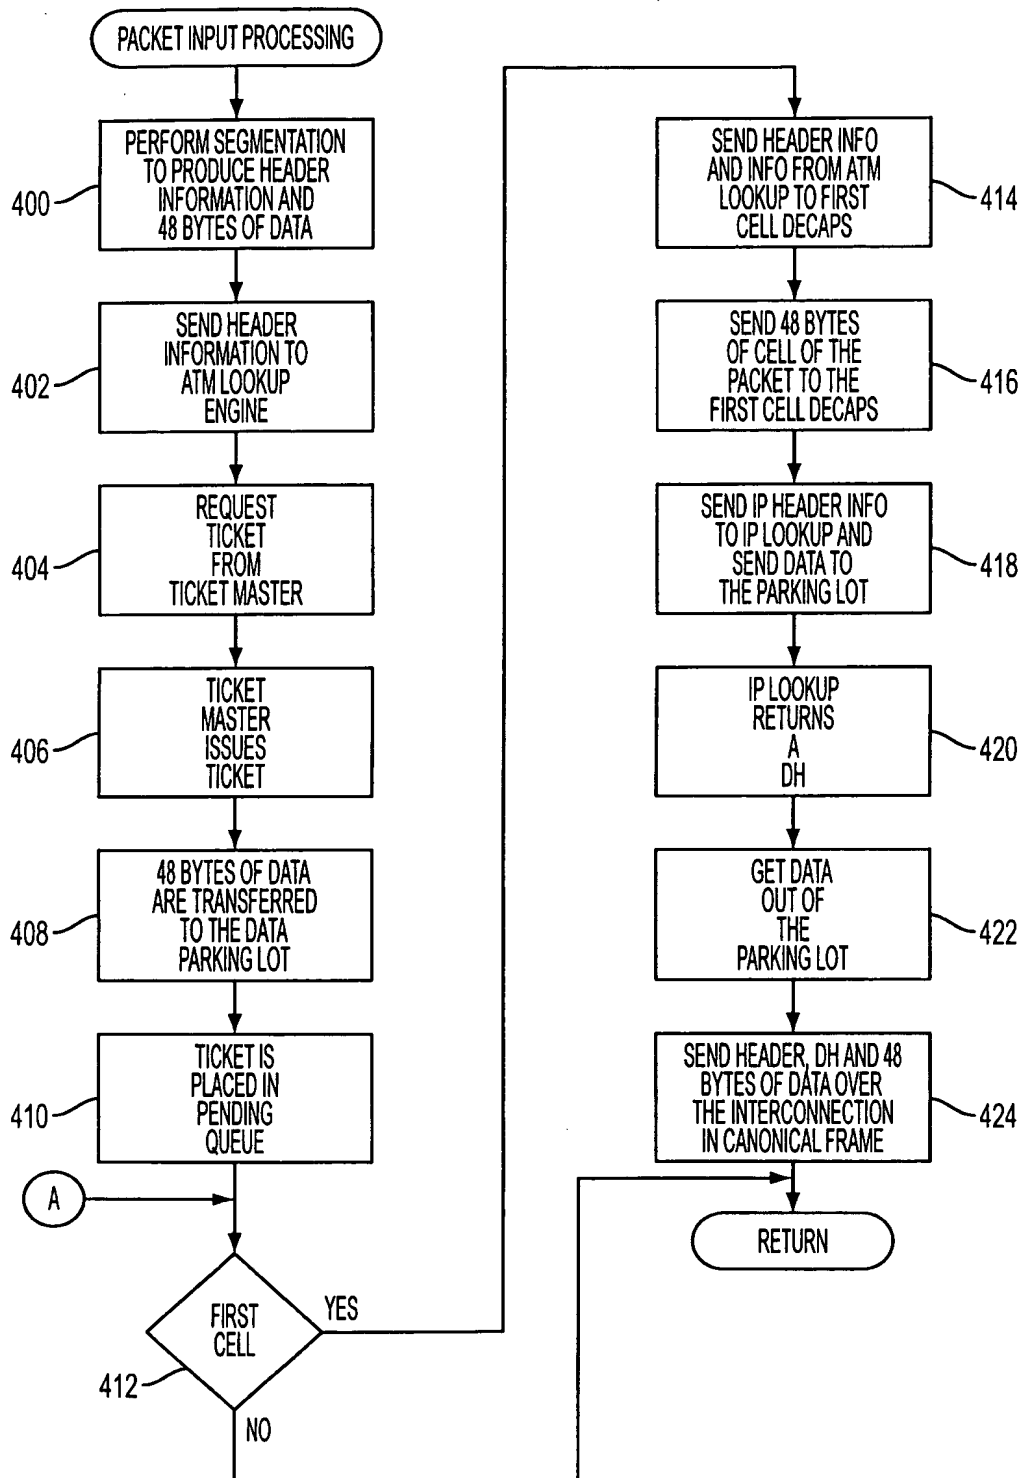 PACKET INPUT PROCESSING
PERFORM SEGMENTATION
TO PRODUCE HEADER
INFORMATION AND
48 BYTES OF DATA
400
SEND HEADER
INFORMATION TO
ATM LOOKUP
ENGINE
402
REQUEST
TICKET
FROM
TICKET MASTER
404
TICKET
MASTER
ISSUES
TICKET
406
48 BYTES OF DATA
ARE TRANSFERRED
TO THE DATA
PARKING LOT
408
TICKET IS
PLACED IN
PENDING
QUEUE
410
A
FIRST
CELL
412
YES
NO
SEND HEADER INFO
AND INFO FROM ATM
LOOKUP TO FIRST
CELL DECAPS
414
SEND 48 BYTES
OF CELL OF THE
PACKET TO THE
FIRST CELL DECAPS
416
SEND IP HEADER INFO
TO IP LOOKUP AND
SEND DATA TO
THE PARKING LOT
418
IP LOOKUP
RETURNS
A
DH
420
GET DATA
OUT OF
THE
PARKING LOT
422
SEND HEADER, DH AND 48
BYTES OF DATA OVER
THE INTERCONNECTION
IN CANONICAL FRAME
424
RETURN